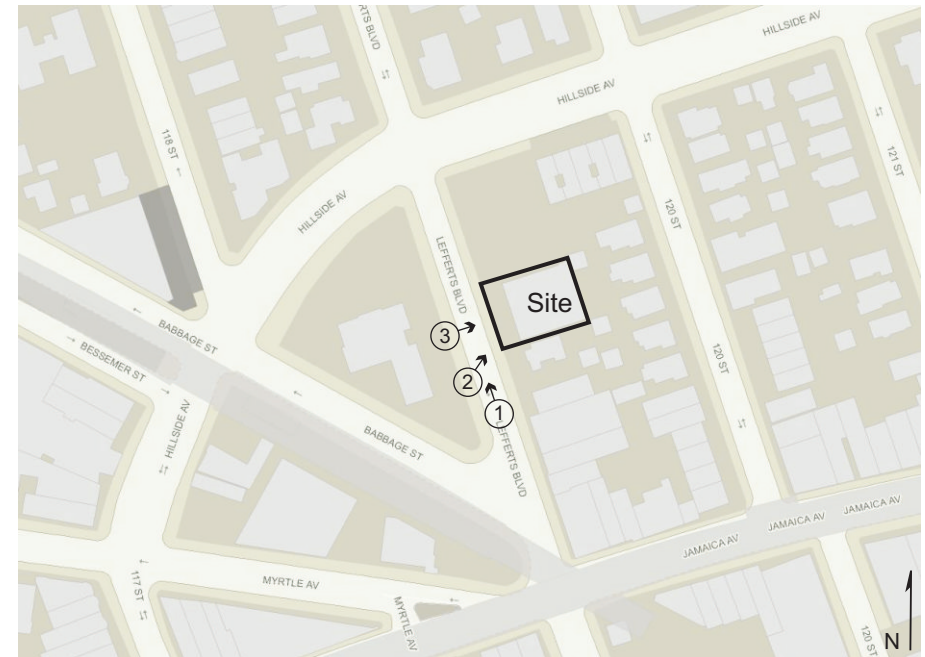 HILLSIDE AV
RTS BLVD
HILLSIDE AV
118 ST
121 ST
HILLSIDE AV
120 ST
LEFFERTS BLVD
Site
3
BABBAGE ST
BESSEMER ST
2
120 ST
1
HILLSIDE AV
BABBAGE ST
EFFERTS BLVD
JAMAICA AV
JAMAICA AV
JAMAICA AV
MYRTLE AV
117 ST
MYRTLE AV
120 ST
N